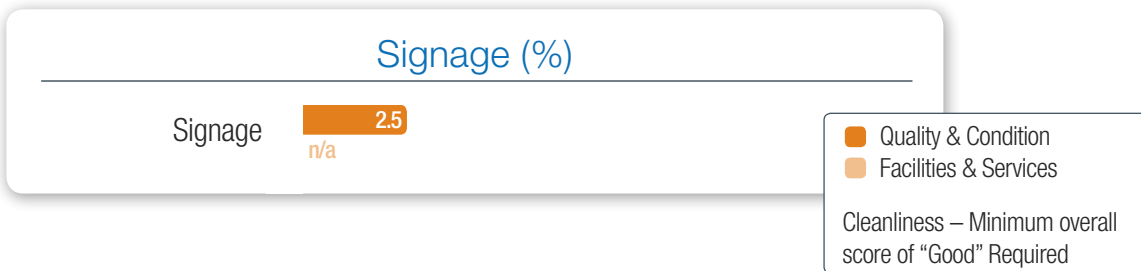 Signage (%)
Signage
2.5
n/a
Quality & Condition
Facilities & Services
Cleanliness – Minimum overall
score of “Good” Required